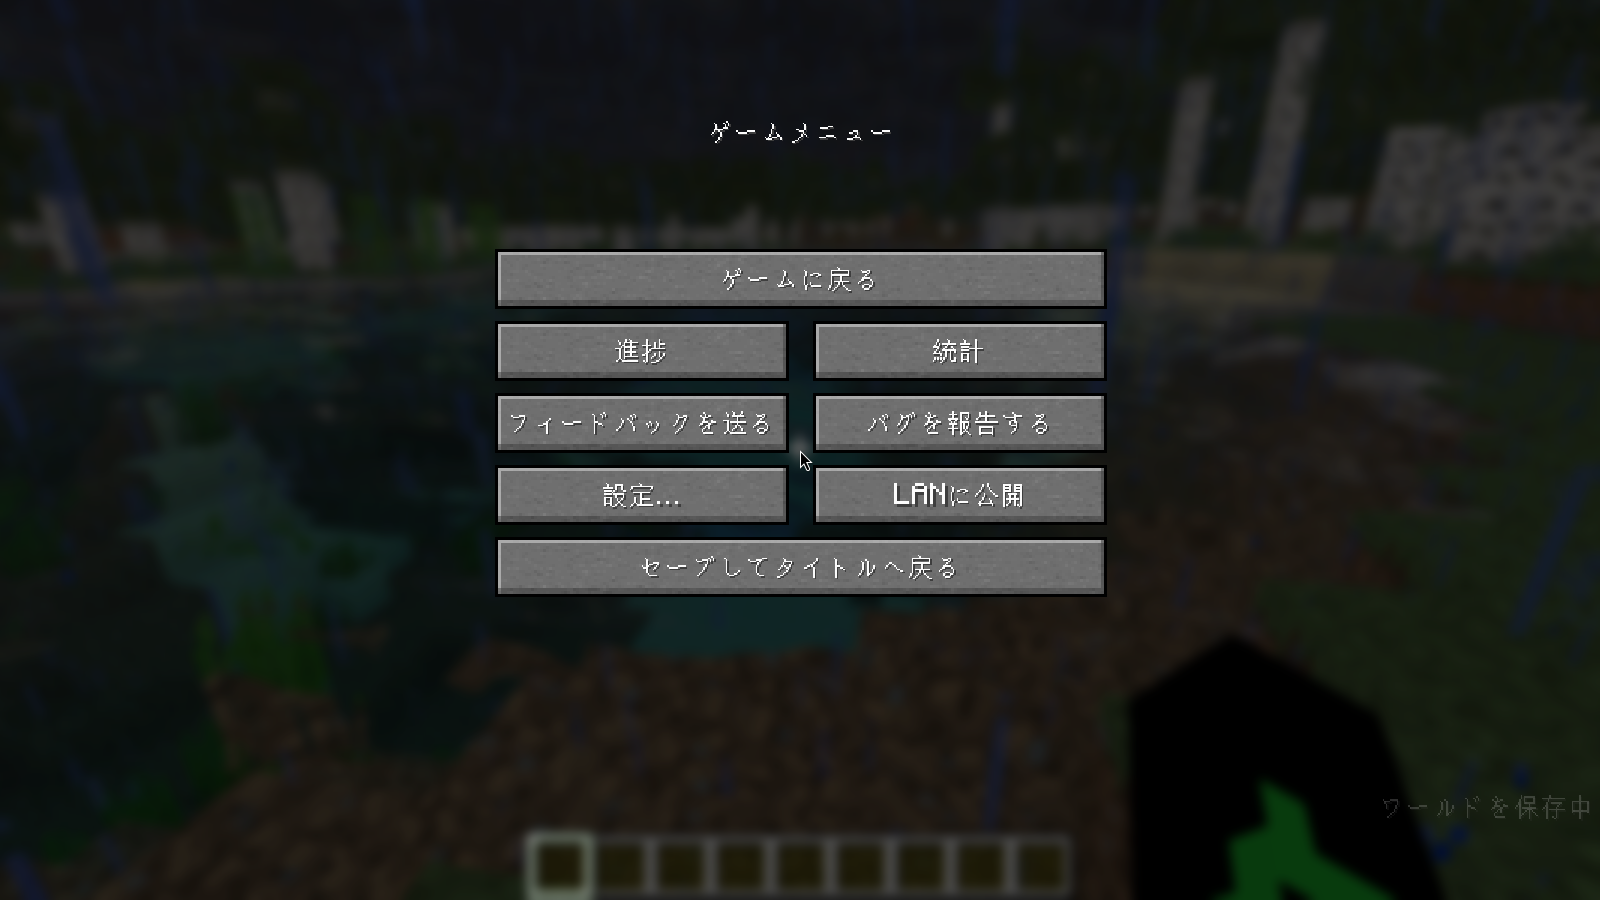 ゲームメニュー
ゲームに戻る
進捗
統計
フィードバックを送る
バグを報告する
設定...
LANに公開
セーブしてタイトルへ戻る
ワールドを保存中